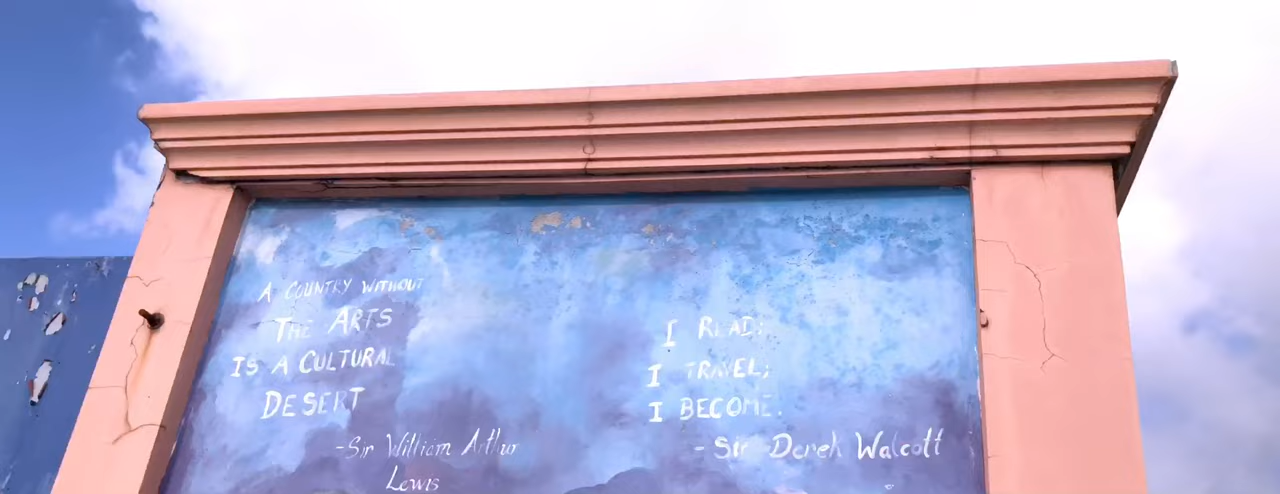 A COUNTRY WITHOUT
THE ARTS
IS A CULTURAL
DESERT
-Sir William Arthur
Lewis
I READ;
I TRAVEL;
I BECOME.
- Sir Derek Walcott